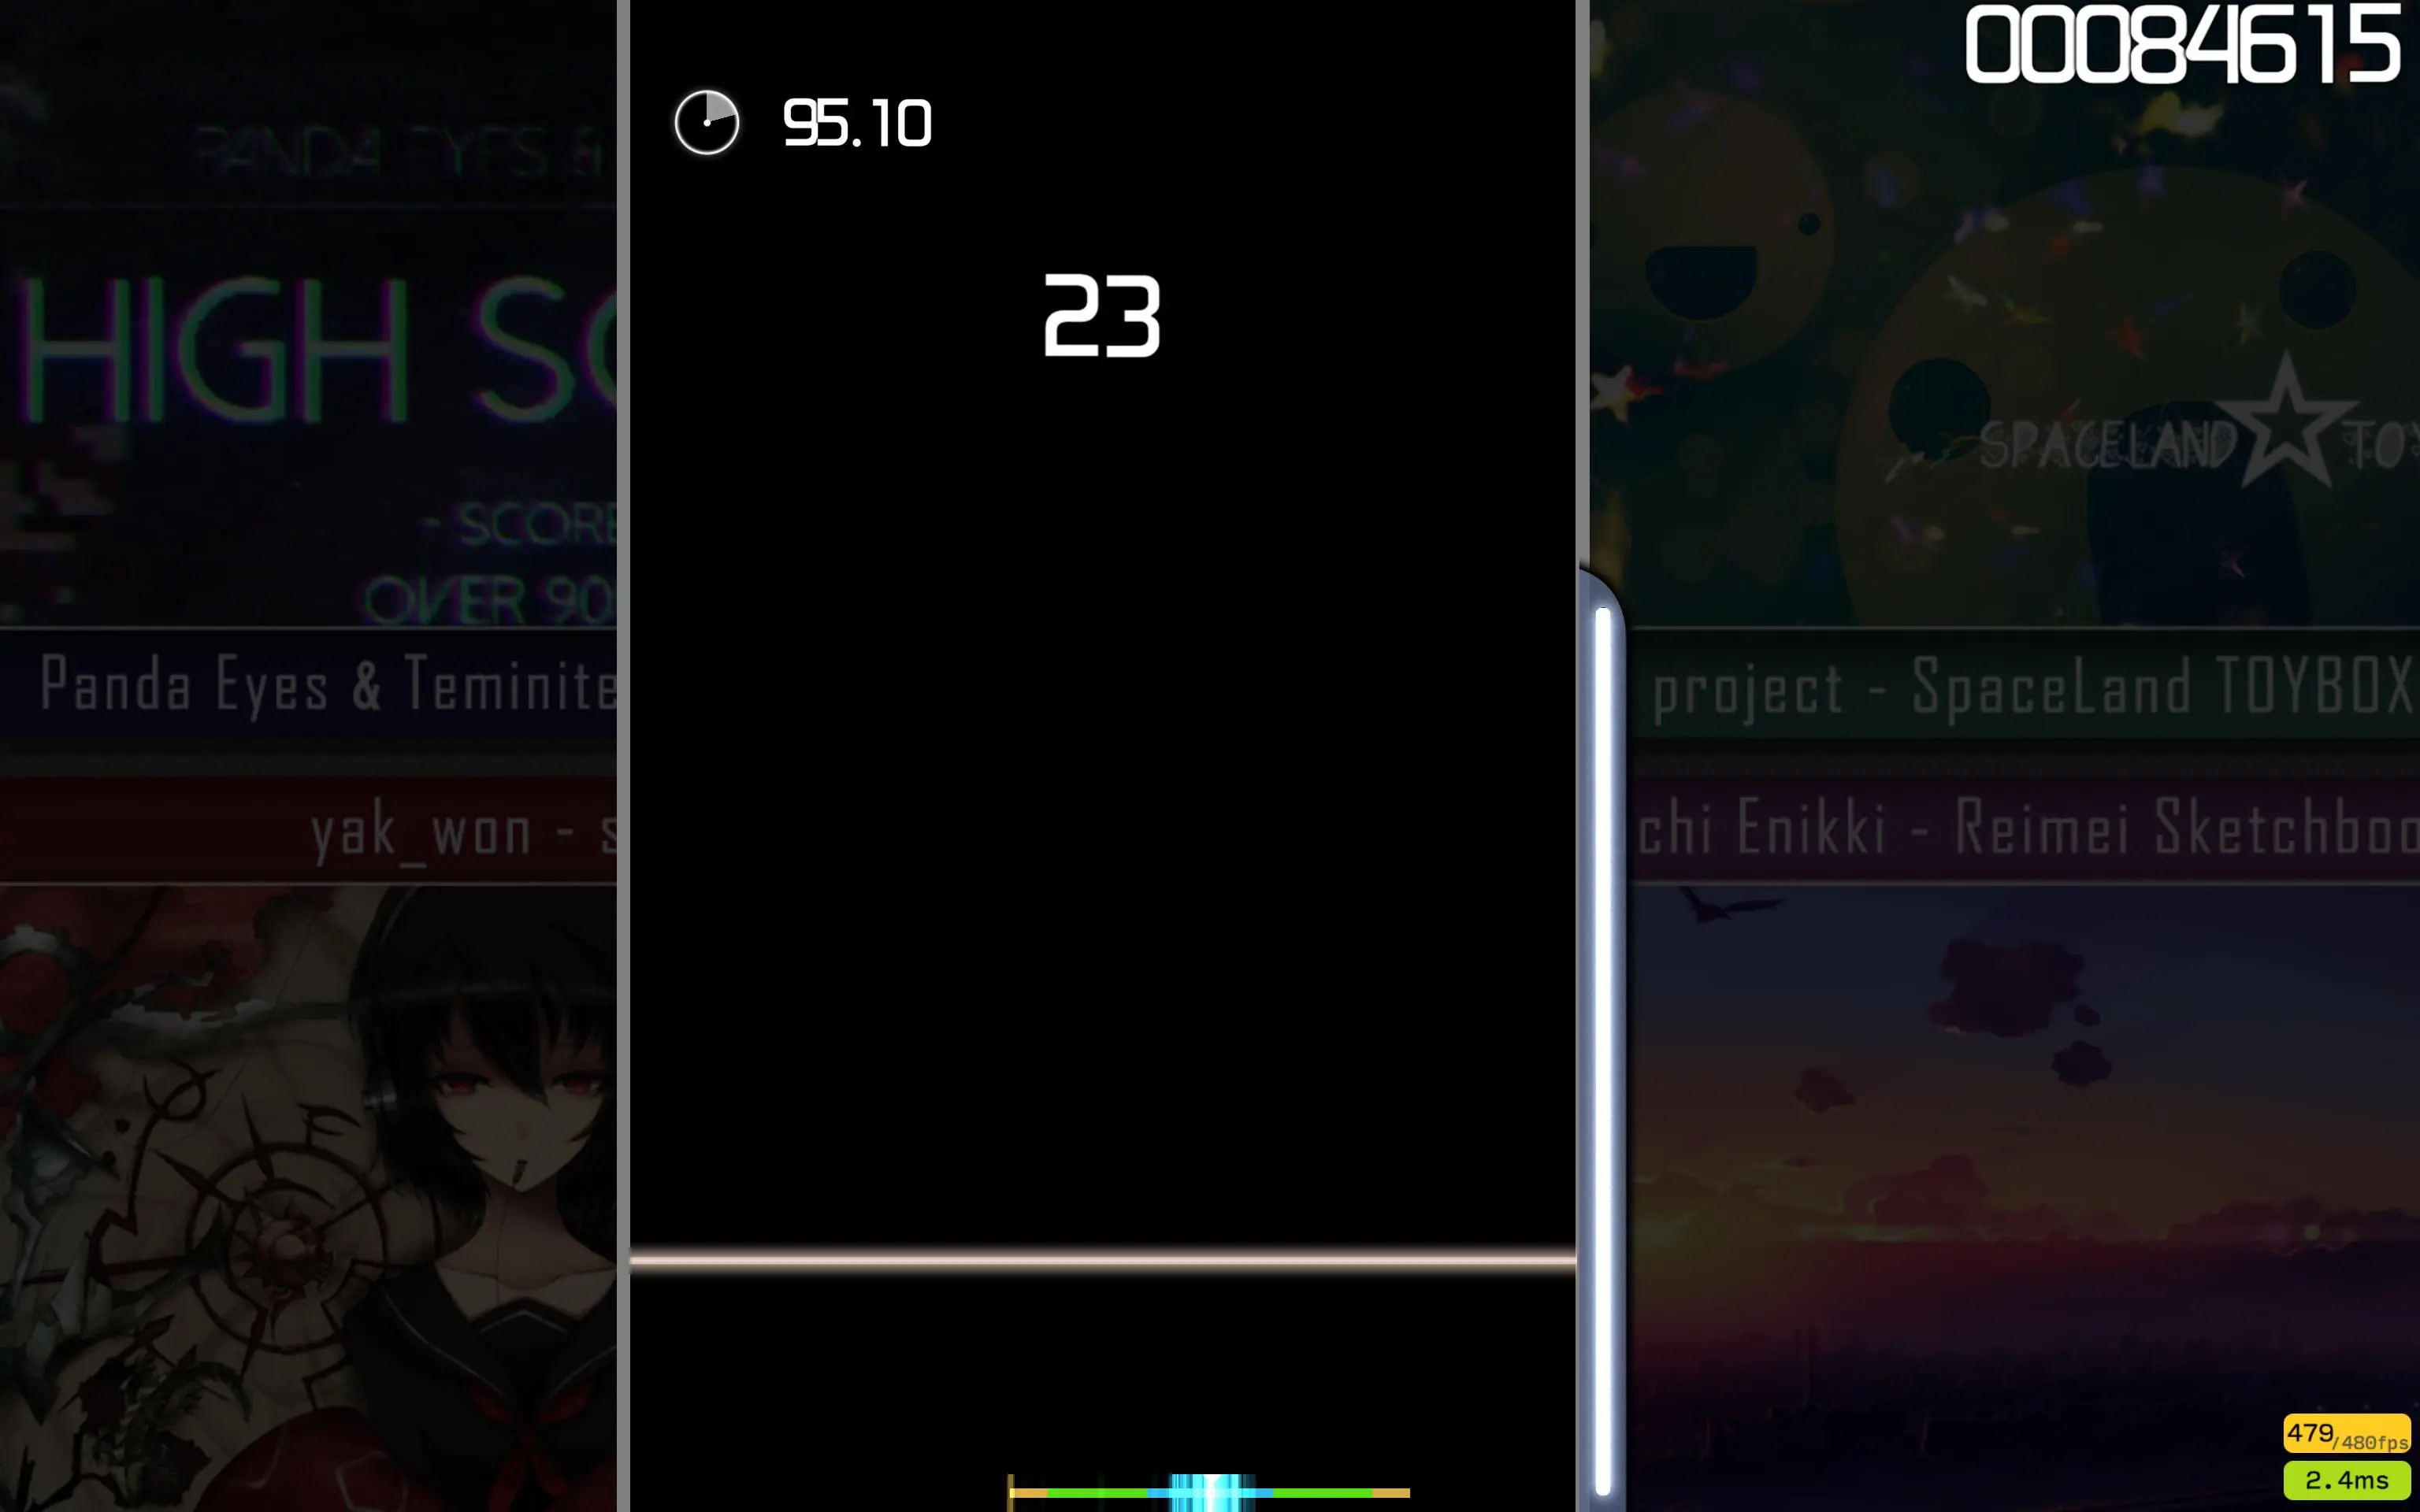 00084615
95.10
PANDA EYES &
23
HIGH SC
SPACELAND TOY
- SCORE
OVER 90
Panda Eyes & Teminite
project - SpaceLand TOYBOX
yak_won - s
chi Enikki - Reimei Sketchboo
479/480fps
2.4ms